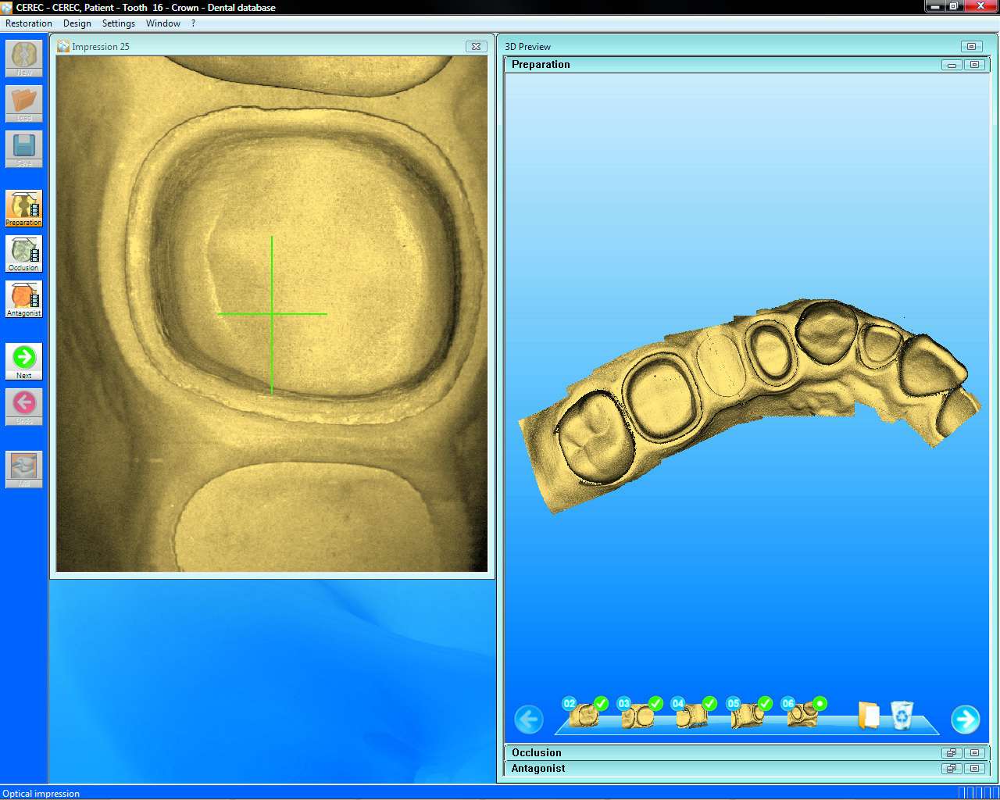 CEREC - CEREC, Patient - Tooth 16 - Crown - Dental database
Restoration Design Settings Window ?
Impression 25
3D Preview
Preparation
New
Load
Save
Preparation
Occlusion
Antagonist
Next
Undo
Mill
02 03 04 05 06
Occlusion
Antagonist
Optical impression